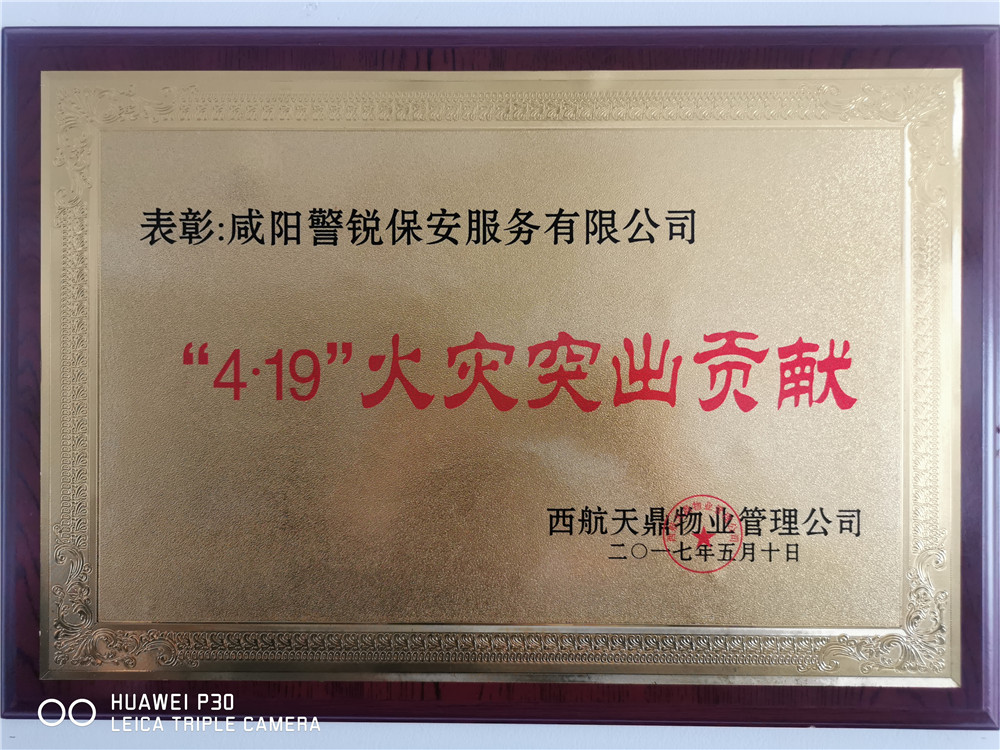 表彰:咸阳警锐保安服务有限公司
“4·19”火灾突出贡献
西航天鼎物业管理公司
二〇一七年五月十日
HUAWEI P30
LEICA TRIPLE CAMERA